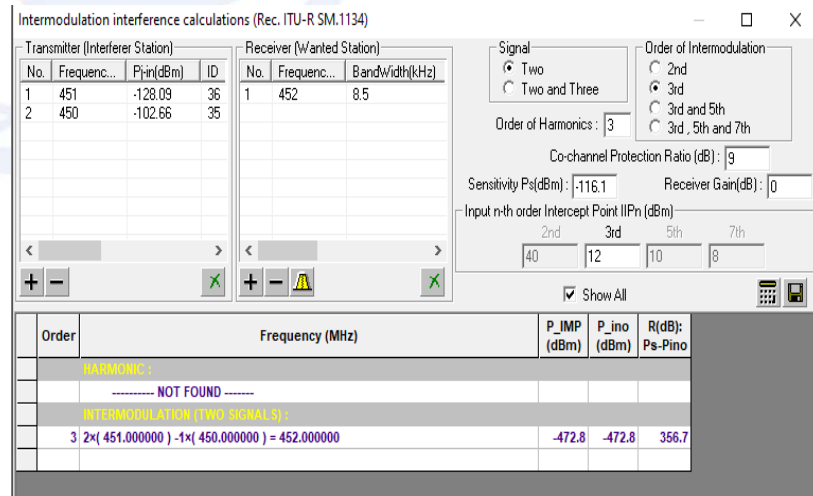 Intermodulation interference calculations (Rec. ITU-R SM.1134)
Transmitter (Interferer Station)
No. Frequenc... Pj-in(dBm) ID
1 451 -128.09 36
2 450 -102.66 35
Receiver (Wanted Station)
No. Frequenc... BandWidth(kHz)
1 452 8.5
Signal
Two
Two and Three
Order of Intermodulation
2nd
3rd
3rd and 5th
3rd , 5th and 7th
Order of Harmonics : 3
Co-channel Protection Ratio (dB) : 9
Sensitivity Ps(dBm) : -116.1 Receiver Gain(dB) : 0
Input n-th order Intercept Point IIPn (dBm)
2nd 3rd 5th 7th
40 12 10 8
Show All
Order Frequency (MHz) P_IMP (dBm) P_ino (dBm) R(dB): Ps-Pino
HARMONIC :
---------- NOT FOUND -------
INTERMODULATION (TWO SIGNALS) :
3 2×( 451.000000 ) -1×( 450.000000 ) = 452.000000 -472.8 -472.8 356.7